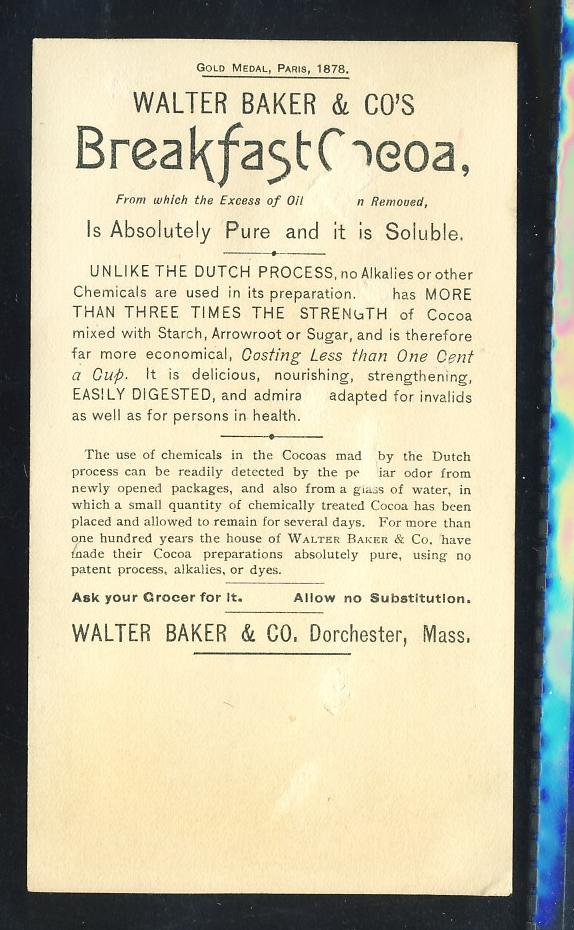 GOLD MEDAL, PARIS, 1878.
WALTER BAKER & CO'S
Breakfast Cocoa,
From which the Excess of Oil n Removed,
Is Absolutely Pure and it is Soluble.
UNLIKE THE DUTCH PROCESS, no Alkalies or other
Chemicals are used in its preparation. has MORE
THAN THREE TIMES THE STRENGTH of Cocoa
mixed with Starch, Arrowroot or Sugar, and is therefore
far more economical, Costing Less than One Cent
a Cup. It is delicious, nourishing, strengthening,
EASILY DIGESTED, and admira adapted for invalids
as well as for persons in health.
The use of chemicals in the Cocoas mad by the Dutch
process can be readily detected by the pe iar odor from
newly opened packages, and also from a glass of water, in
which a small quantity of chemically treated Cocoa has been
placed and allowed to remain for several days. For more than
one hundred years the house of WALTER BAKER & CO. have
made their Cocoa preparations absolutely pure, using no
patent process, alkalies, or dyes.
Ask your Grocer for it. Allow no Substitution.
WALTER BAKER & CO. Dorchester, Mass.